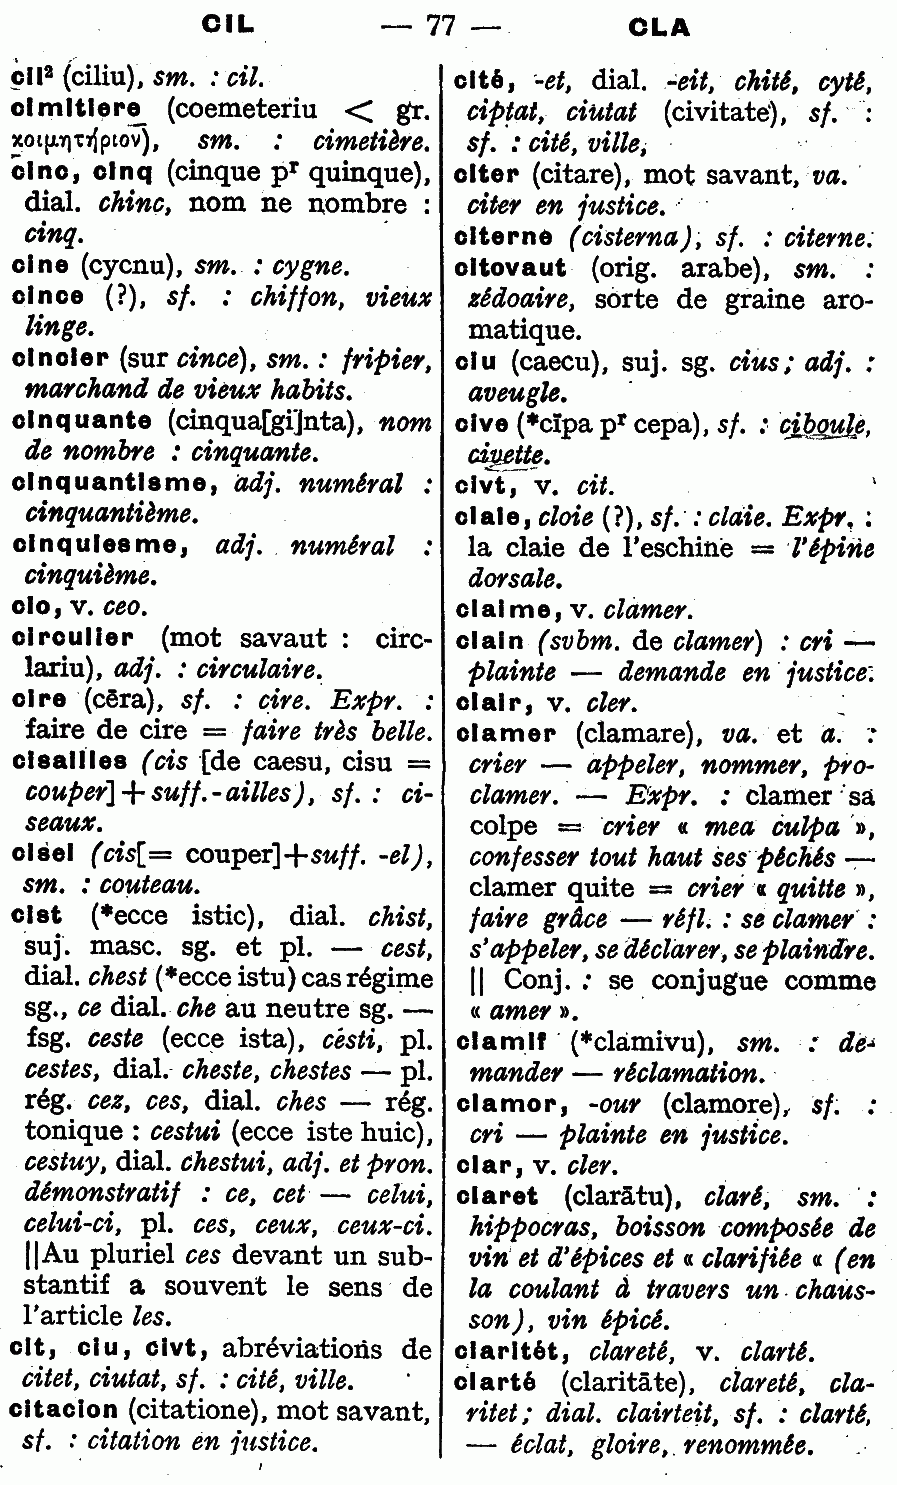 CIL — 77 — CLA
cil² (ciliu), sm. : cil.
cimitiere (coemeteriu < gr.
κοιμητήριον), sm. : cimetière.
cinc, cinq (cinque pr quinque),
dial. chinc, nom ne nombre :
cinq.
cine (cycnu), sm. : cygne.
cince (?), sf. : chiffon, vieux
linge.
cincier (sur cince), sm. : fripier,
marchand de vieux habits.
cinquante (cinqua[gi]nta), nom
de nombre : cinquante.
cinquantisme, adj. numéral :
cinquantième.
cinquiesme, adj. numéral :
cinquième.
cio, v. ceo.
circulier (mot savaut : circ-
lariu), adj. : circulaire.
cire (cēra), sf. : cire. Expr. :
faire de cire = faire très belle.
cisailles (cis [de caesu, cisu =
couper] + suff. -ailles), sf. : ci-
seaux.
cisel (cis[= couper]+suff. -el),
sm. : couteau.
cist (*ecce istic), dial. chist,
suj. masc. sg. et pl. — cest,
dial. chest (*ecce istu) cas régime
sg., ce dial. che au neutre sg. —
fsg. ceste (ecce ista), césti, pl.
cestes, dial. cheste, chestes — pl.
rég. cez, ces, dial. ches — rég.
tonique : cestui (ecce iste huic),
cestuy, dial. chestui, adj. et pron.
démonstratif : ce, cet — celui,
celui-ci, pl. ces, ceux, ceux-ci.
||Au pluriel ces devant un sub-
stantif a souvent le sens de
l'article les.
cit, ciu, civt, abréviations de
citet, ciutat, sf. : cité, ville.
citacion (citatione), mot savant,
sf. : citation en justice.
cité, -et, dial. -eit, chité, cyté,
ciptat, ciutat (civitate), sf. :
sf. : cité, ville,
citer (citare), mot savant, va.
citer en justice.
citerne (cisterna), sf. : citerne.
citovaut (orig. arabe), sm. :
zédoaire, sorte de graine aro-
matique.
ciu (caecu), suj. sg. cius; adj. :
aveugle.
cive (*cīpa pr cepa), sf. : ciboule,
civette.
civt, v. cit.
claie, cloie (?), sf. : claie. Expr. :
la claie de l'eschine = l'épine
dorsale.
claime, v. clamer.
clain (svbm. de clamer) : cri —
plainte — demande en justice.
clair, v. cler.
clamer (clamare), va. et a. :
crier — appeler, nommer, pro-
clamer. — Expr. : clamer sa
colpe = crier « mea culpa »,
confesser tout haut ses péchés —
clamer quite = crier « quitte »,
faire grâce — réfl. : se clamer :
s'appeler, se déclarer, se plaindre.
|| Conj. : se conjugue comme
« amer ».
clamif (*clamivu), sm. : de-
mander — réclamation.
clamor, -our (clamore), sf. :
cri — plainte en justice.
clar, v. cler.
claret (clarātu), claré, sm. :
hippocras, boisson composée de
vin et d'épices et « clarifiée « (en
la coulant à travers un chaus-
son), vin épicé.
claritét, clareté, v. clarté.
clarté (claritāte), clareté, cla-
ritet; dial. clairteit, sf. : clarté,
— éclat, gloire, renommée.